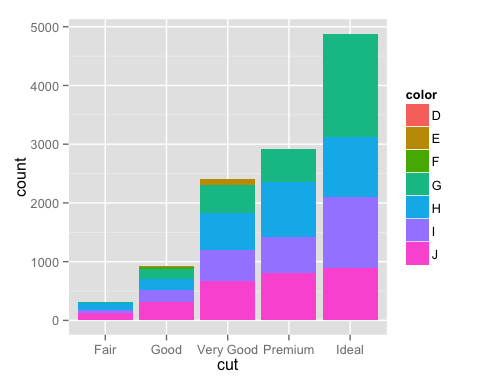 5000
4000
3000
2000
1000
0
count
Fair Good Very Good Premium Ideal
cut
color
D
E
F
G
H
I
J